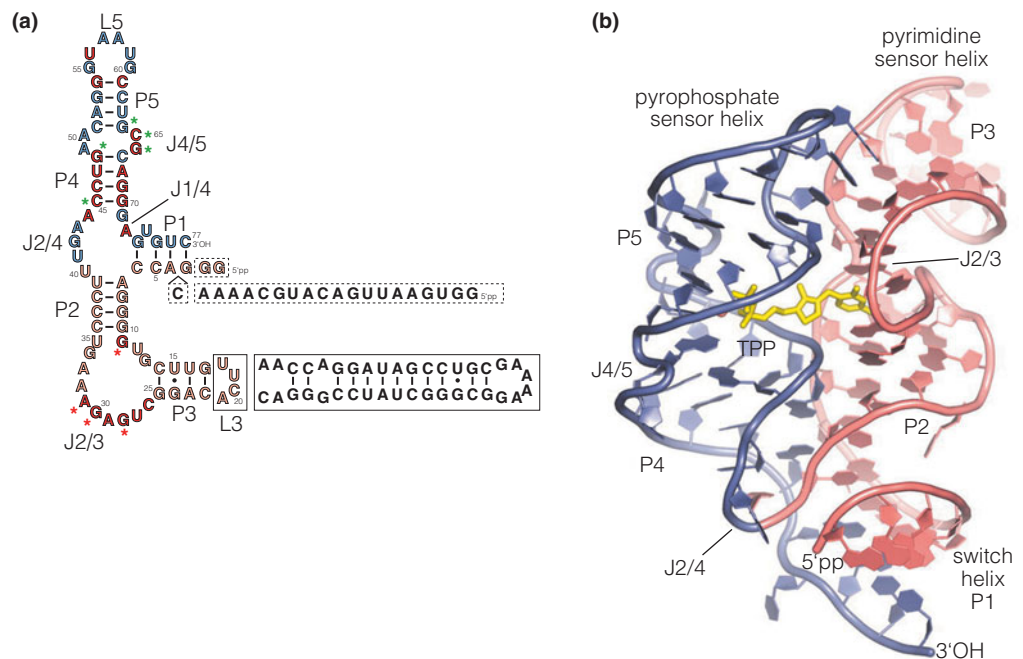 (a)
L5
A A
U U
55 G 60 G
G C
G C P5
A U
C G
50 A C 65
A G J4/5
G C
P4 U A
C G
C G 70
A 45 G J1/4
A A P1
J2/4 G G U G U C 77 3'OH
U C C A G G G 5'pp
5
40 U
C AAAACGUACAGUUAAGUGG 5'pp
U A
P2 U G
C G
C G
C G 10
35 U U
G G 15
A C U U G U U
A U
A C
A 30 25 G G A C A 20
G A G U C
P3 L3
J2/3
AACCAGGAUAGCCUGCGA
A
A
CAGGGCCUAUCGGGCGGA
(b)
pyrimidine
sensor helix
pyrophosphate
sensor helix
P3
P5
J2/3
TPP
J4/5
P2
P4
J2/4
5'pp
switch
helix
P1
3'OH